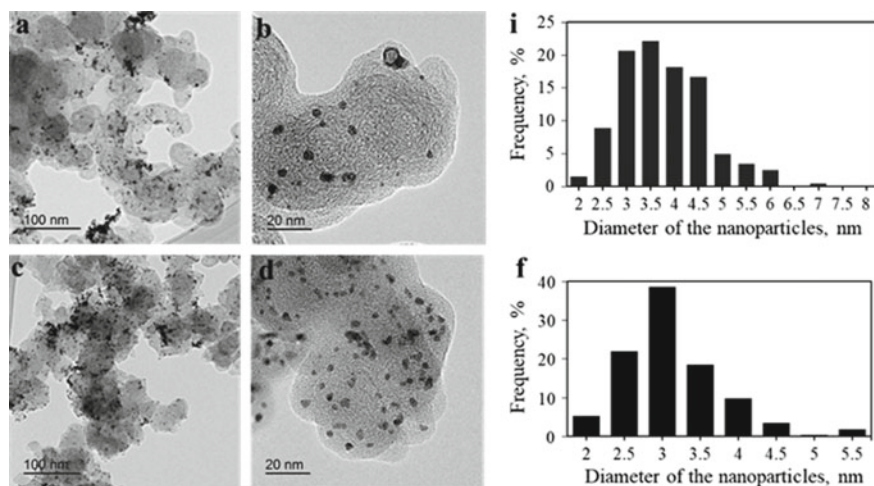 a
b
100 nm
20 nm
c
d
100 nm
20 nm
i
Frequency, %
25
20
15
10
5
0
2 2.5 3 3.5 4 4.5 5 5.5 6 6.5 7 7.5 8
Diameter of the nanoparticles, nm
f
Frequency, %
40
30
20
10
0
2 2.5 3 3.5 4 4.5 5 5.5
Diameter of the nanoparticles, nm